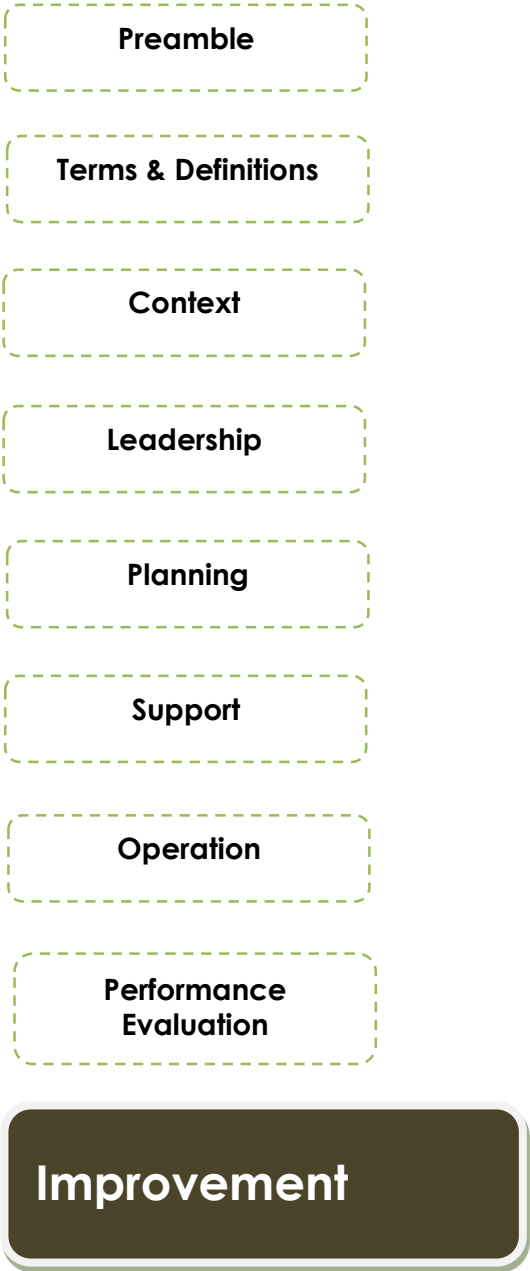 Preamble
Terms & Definitions
Context
Leadership
Planning
Support
Operation
Performance
Evaluation
Improvement